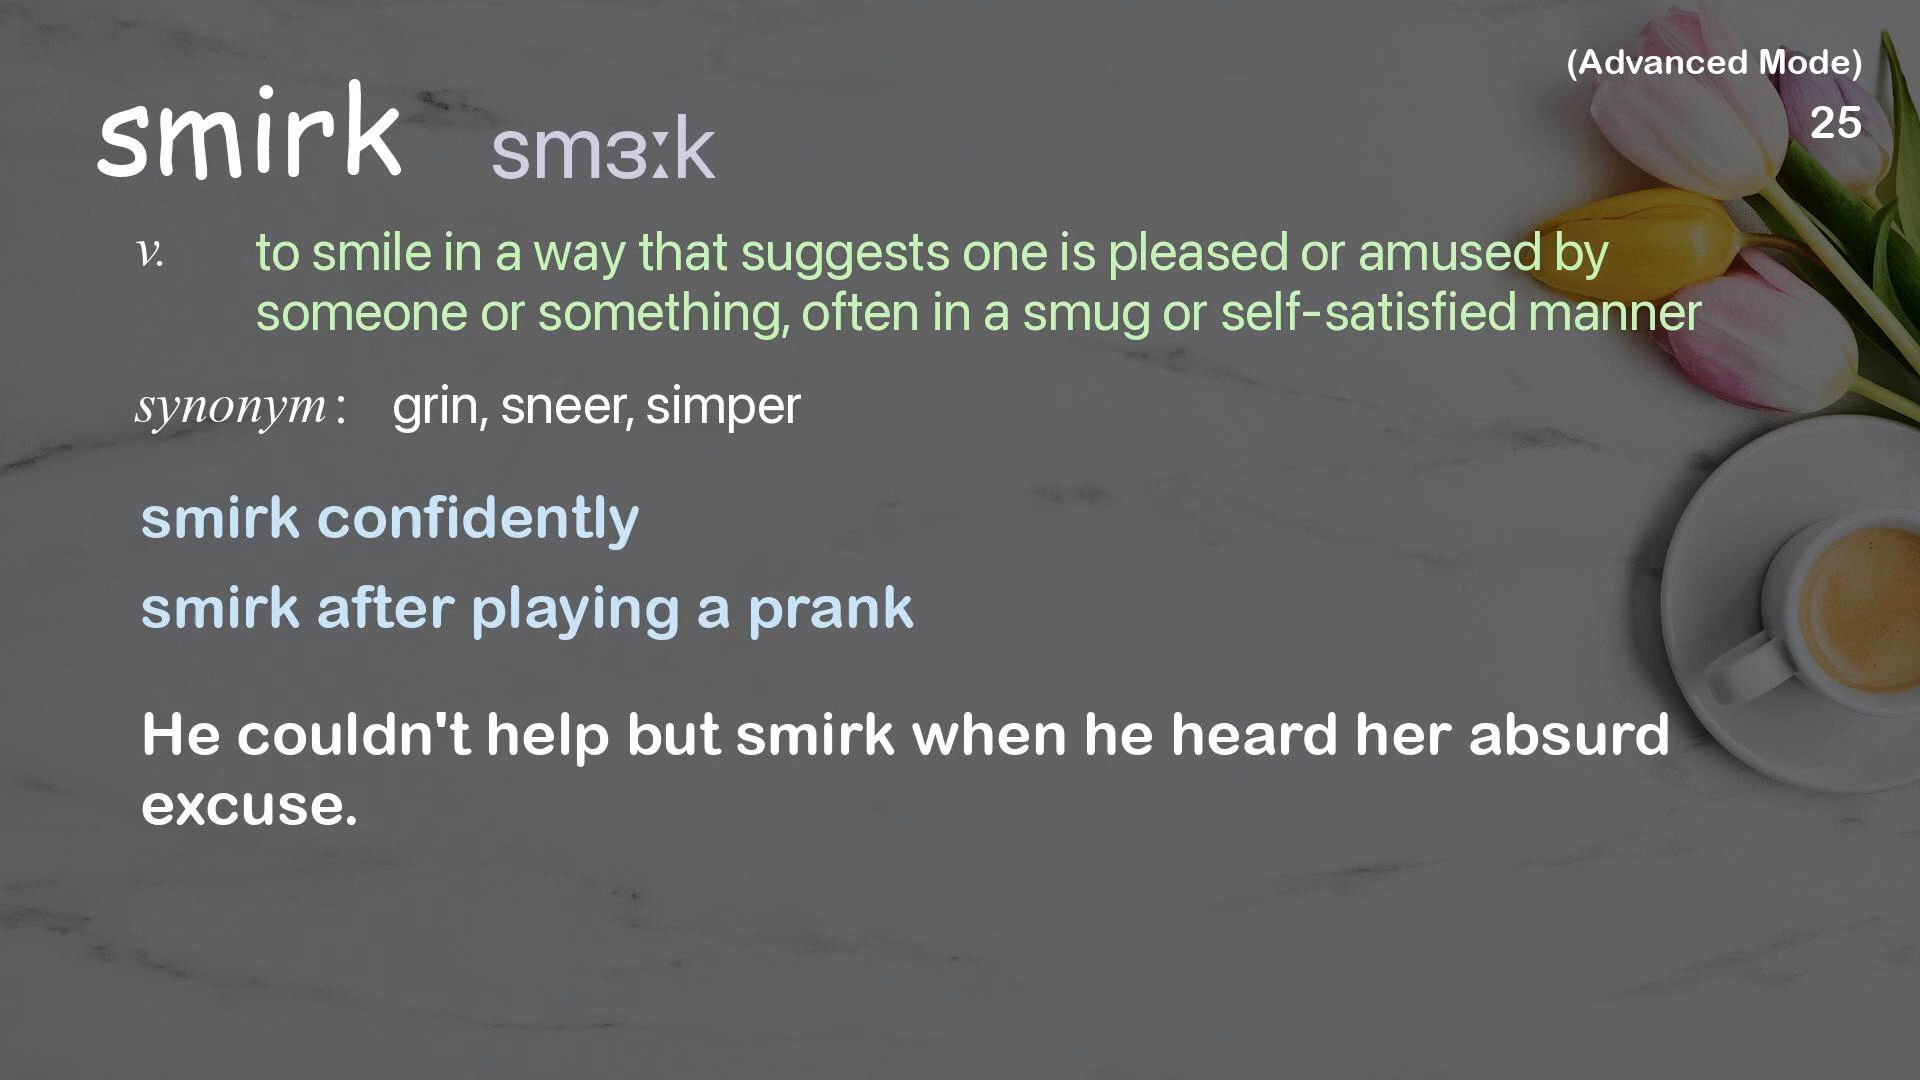 (Advanced Mode)
25
smirk smɜːk
v. to smile in a way that suggests one is pleased or amused by
someone or something, often in a smug or self-satisfied manner
synonym: grin, sneer, simper
smirk confidently
smirk after playing a prank
He couldn't help but smirk when he heard her absurd
excuse.